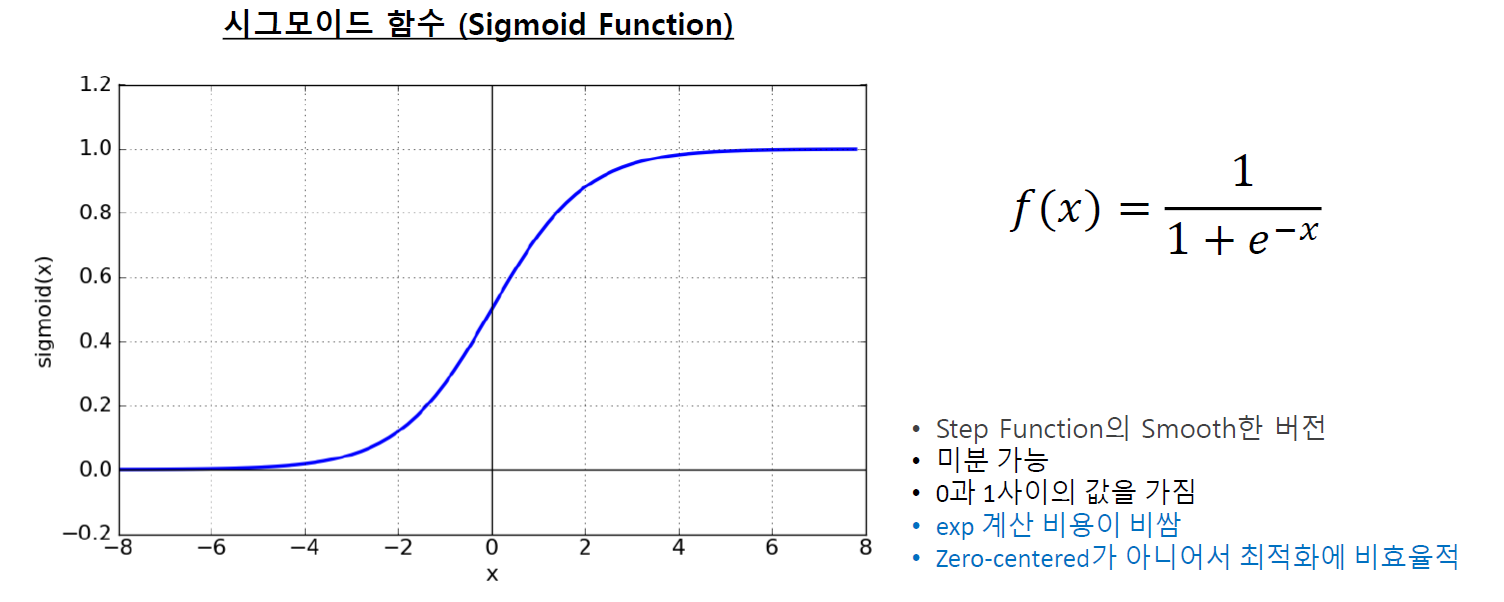 시그모이드 함수 (Sigmoid Function)
1.2
1.0
0.8
0.6
0.4
0.2
0.0
−0.2
−8 −6 −4 −2 0 2 4 6 8
x
sigmoid(x)
f(x) = 1 / (1 + e^{−x})
• Step Function의 Smooth한 버전
• 미분 가능
• 0과 1사이의 값을 가짐
• exp 계산 비용이 비쌈
• Zero-centered가 아니어서 최적화에 비효율적